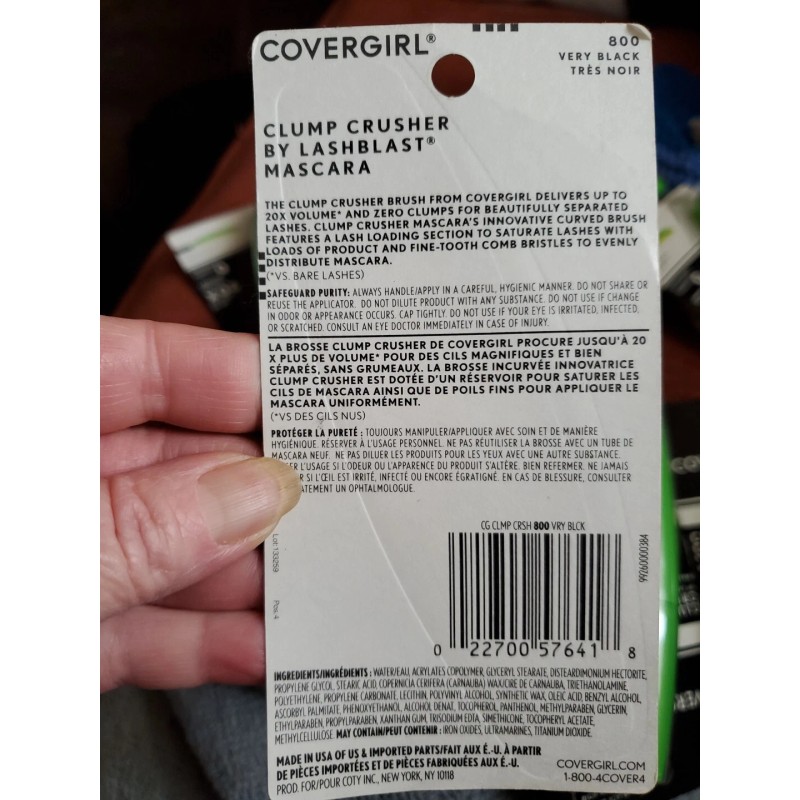 COVERGIRL®
800
VERY BLACK
TRÈS NOIR
CLUMP CRUSHER
BY LASHBLAST®
MASCARA
THE CLUMP CRUSHER BRUSH FROM COVERGIRL DELIVERS UP TO
20X VOLUME* AND ZERO CLUMPS FOR BEAUTIFULLY SEPARATED
LASHES. CLUMP CRUSHER MASCARA'S INNOVATIVE CURVED BRUSH
FEATURES A LASH LOADING SECTION TO SATURATE LASHES WITH
LOADS OF PRODUCT AND FINE-TOOTH COMB BRISTLES TO EVENLY
DISTRIBUTE MASCARA.
(*VS. BARE LASHES)
SAFEGUARD PURITY: ALWAYS HANDLE/APPLY IN A CAREFUL, HYGIENIC MANNER. DO NOT SHARE OR
REUSE THE APPLICATOR. DO NOT DILUTE PRODUCT WITH ANY SUBSTANCE. DO NOT USE IF CHANGE
IN ODOR OR APPEARANCE OCCURS. CAP TIGHTLY. DO NOT USE IF YOUR EYE IS IRRITATED, INFECTED,
OR SCRATCHED. CONSULT AN EYE DOCTOR IMMEDIATELY IN CASE OF INJURY.
LA BROSSE CLUMP CRUSHER DE COVERGIRL PROCURE JUSQU'À 20
X PLUS DE VOLUME* POUR DES CILS MAGNIFIQUES ET BIEN
SÉPARÉS, SANS GRUMEAUX. LA BROSSE INCURVÉE INNOVATRICE
CLUMP CRUSHER EST DOTÉE D'UN RÉSERVOIR POUR SATURER LES
CILS DE MASCARA AINSI QUE DE POILS FINS POUR APPLIQUER LE
MASCARA UNIFORMÉMENT.
(*VS DES CILS NUS)
PROTÉGER LA PURETÉ : TOUJOURS MANIPULER/APPLIQUER AVEC SOIN ET DE MANIÈRE
HYGIÉNIQUE. RÉSERVER À L'USAGE PERSONNEL. NE PAS RÉUTILISER LA BROSSE AVEC UN TUBE DE
MASCARA NEUF. NE PAS DILUER LES PRODUITS POUR LES YEUX AVEC UNE AUTRE SUBSTANCE.
ER L'USAGE SI L'ODEUR OU L'APPARENCE DU PRODUIT S'ALTÈRE. BIEN REFERMER. NE JAMAIS
R SI L'ŒIL EST IRRITÉ, INFECTÉ OU ENCORE ÉGRATIGNÉ. EN CAS DE BLESSURE, CONSULTER
ATEMENT UN OPHTALMOLOGUE.
CG CLMP CRSH 800 VRY BLCK
99260000384
Lot: 133259
Pos: 4
0 22700 57641 8
INGREDIENTS/INGRÉDIENTS : WATER/EAU, ACRYLATES COPOLYMER, GLYCERYL STEARATE, DISTEARDIMONIUM HECTORITE,
PROPYLENE GLYCOL, STEARIC ACID, COPERNICIA CERIFERA (CARNAUBA) WAX/CIRE DE CARNAUBA, TRIETHANOLAMINE,
POLYETHYLENE, PROPYLENE CARBONATE, LECITHIN, POLYVINYL ALCOHOL, SYNTHETIC WAX, OLEIC ACID, BENZYL ALCOHOL,
ASCORBYL PALMITATE, PHENOXYETHANOL, ALCOHOL DENAT, TOCOPHEROL, PANTHENOL, METHYLPARABEN, GLYCERIN,
ETHYLPARABEN, PROPYLPARABEN, XANTHAN GUM, TRISODIUM EDTA, SIMETHICONE, TOCOPHERYL ACETATE,
METHYLCELLULOSE. MAY CONTAIN/PEUT CONTENIR : IRON OXIDES, ULTRAMARINES, TITANIUM DIOXIDE.
MADE IN USA OF US & IMPORTED PARTS/FAIT AUX É.-U. À PARTIR
DE PIÈCES IMPORTÉES ET DE PIÈCES FABRIQUÉES AUX É.-U.
PROD. FOR/POUR COTY INC., NEW YORK, NY 10118
COVERGIRL.COM
1-800-4COVER4